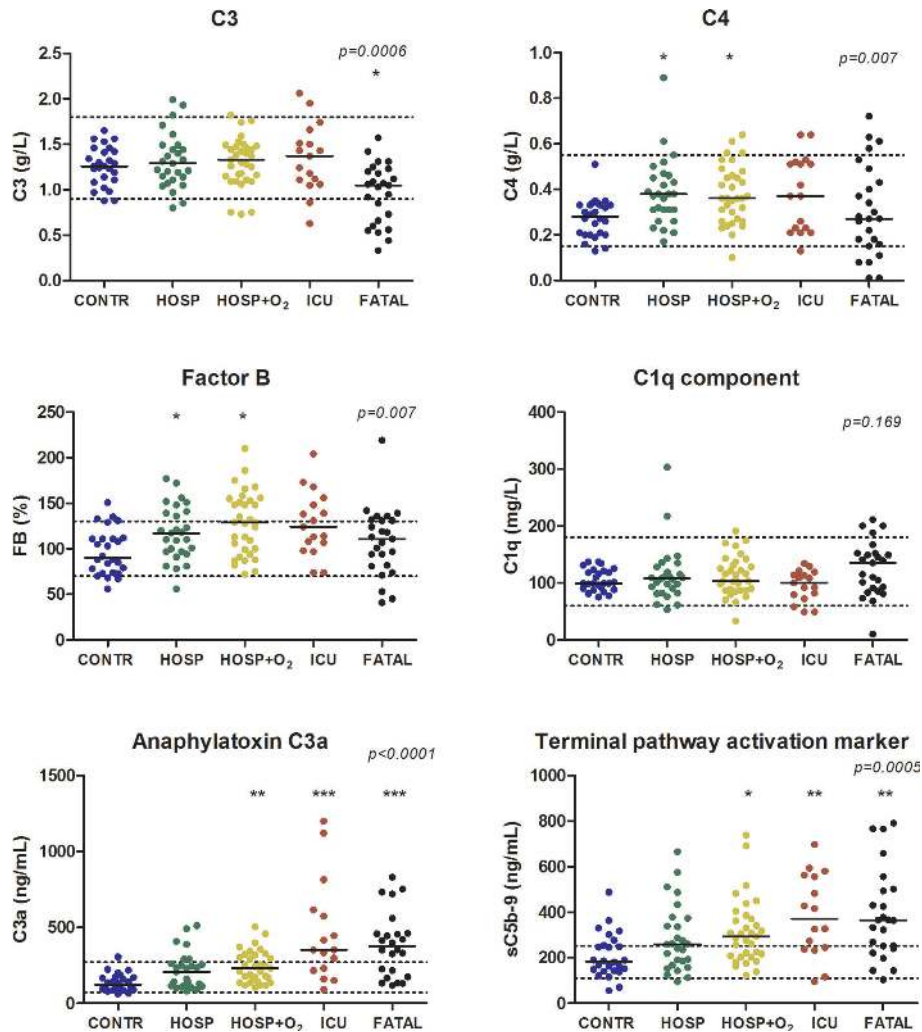 C3
p=0.0006
*
C3 (g/L)
2.5
2.0
1.5
1.0
0.5
0.0
CONTR HOSP HOSP+O₂ ICU FATAL
C4
p=0.007
* *
C4 (g/L)
1.0
0.8
0.6
0.4
0.2
0.0
CONTR HOSP HOSP+O₂ ICU FATAL
Factor B
p=0.007
* *
FB (%)
250
200
150
100
50
0
CONTR HOSP HOSP+O₂ ICU FATAL
C1q component
p=0.169
C1q (mg/L)
400
300
200
100
0
CONTR HOSP HOSP+O₂ ICU FATAL
Anaphylatoxin C3a
p<0.0001
** *** ***
C3a (ng/mL)
1500
1000
500
0
CONTR HOSP HOSP+O₂ ICU FATAL
Terminal pathway activation marker
p=0.0005
* ** **
sC5b-9 (ng/mL)
1000
800
600
400
200
0
CONTR HOSP HOSP+O₂ ICU FATAL